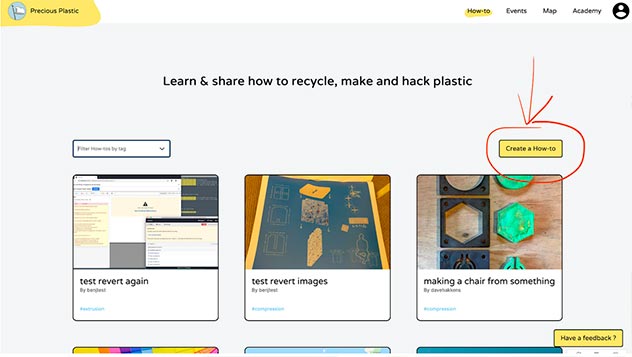 Precious Plastic
How-to
Events
Map
Academy
Learn & share how to recycle, make and hack plastic
Filter How-tos by tag
Create a How-to
test revert again
By benjtest
#extrusion
test revert images
By benjtest
#compression
making a chair from something
By davehakkens
#compression
Have a feedback ?